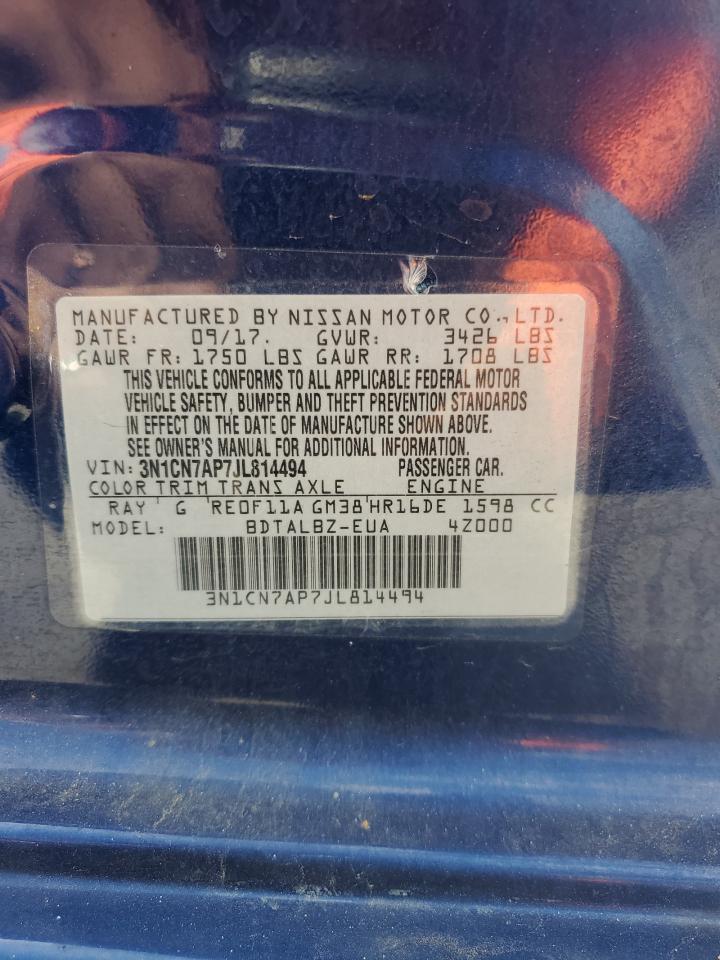 MANUFACTURED BY NISSAN MOTOR CO., LTD.
DATE: 09/17. GVWR: 3426 LBS
GAWR FR: 1750 LBS GAWR RR: 1708 LBS
THIS VEHICLE CONFORMS TO ALL APPLICABLE FEDERAL MOTOR
VEHICLE SAFETY, BUMPER AND THEFT PREVENTION STANDARDS
IN EFFECT ON THE DATE OF MANUFACTURE SHOWN ABOVE.
SEE OWNER'S MANUAL FOR ADDITIONAL INFORMATION.
VIN: 3N1CN7AP7JL814494 PASSENGER CAR.
COLOR TRIM TRANS AXLE ENGINE
RAY ' G ' RE0F11A GM38 ' HR16DE 1598 CC
MODEL: BDTALBZ-EUA 4Z000
3N1CN7AP7JL814494